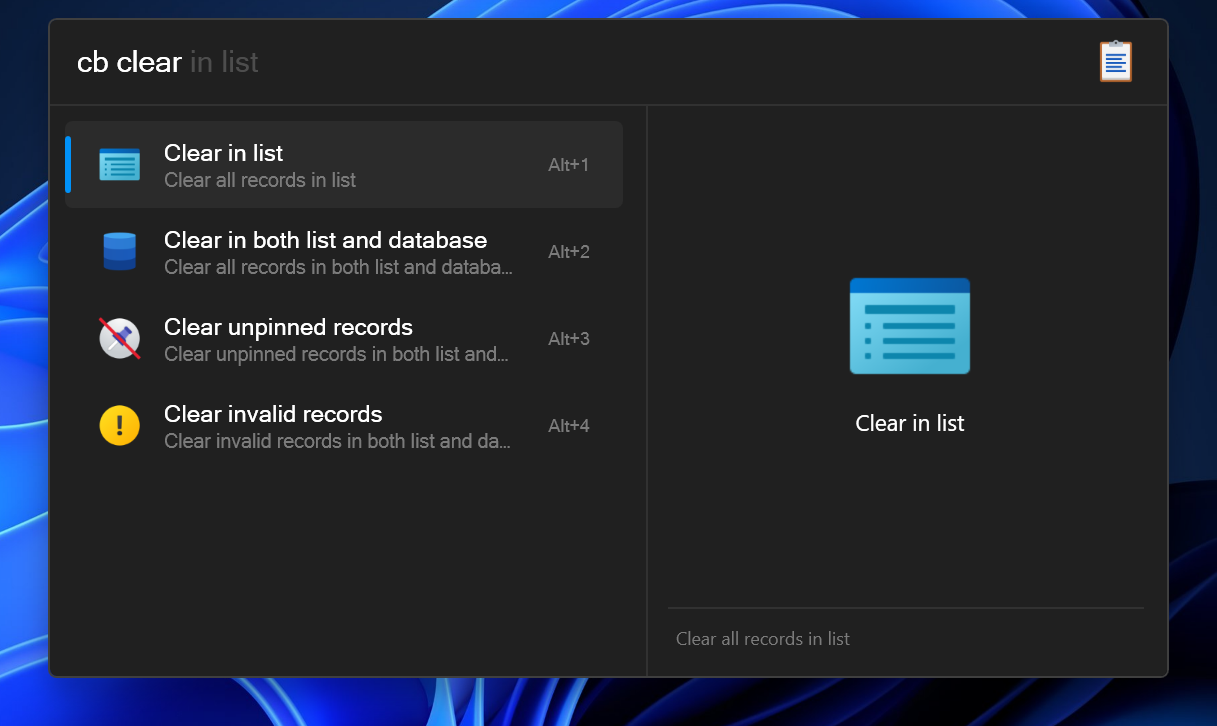 cb clear in list
Clear in list
Clear all records in list
Alt+1
Clear in both list and database
Clear all records in both list and databa...
Alt+2
Clear unpinned records
Clear unpinned records in both list and...
Alt+3
Clear invalid records
Clear invalid records in both list and da...
Alt+4
Clear in list
Clear all records in list